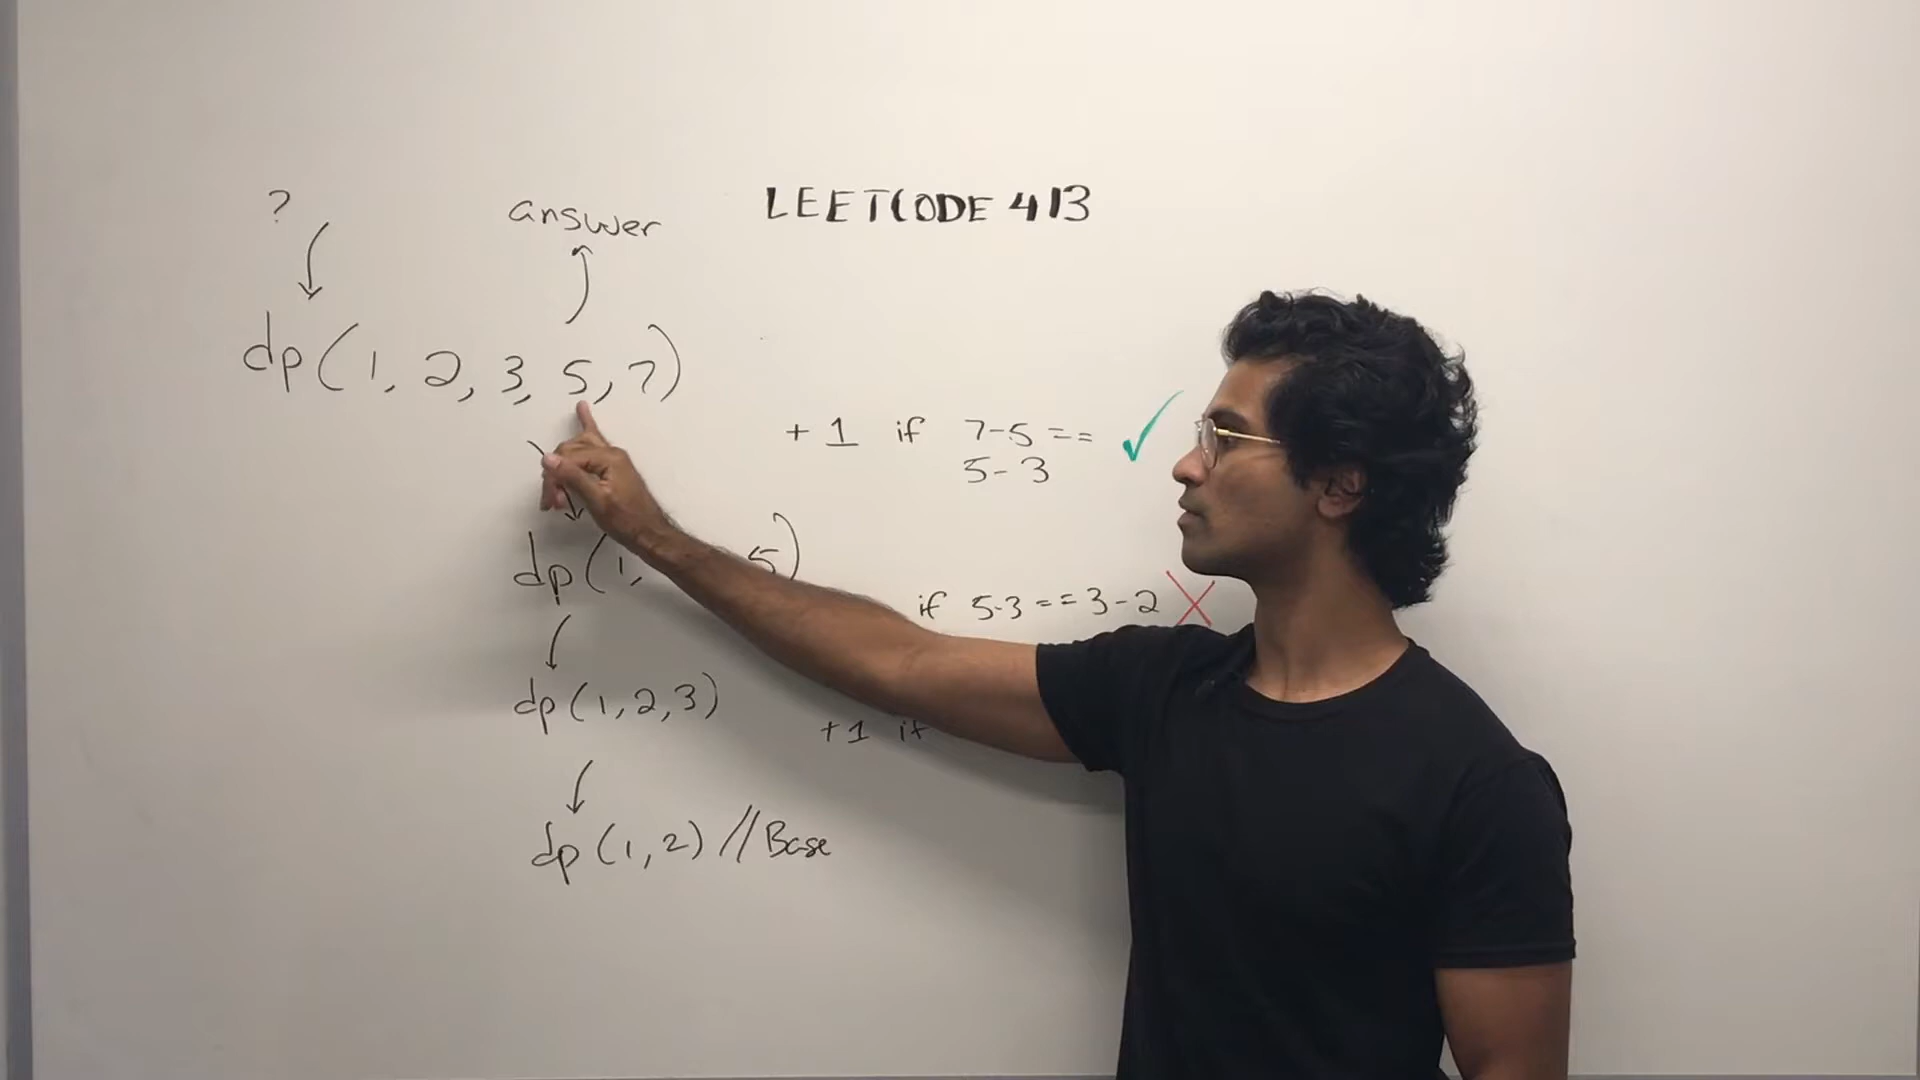 ?
answer
LEETCODE 413
dp(1, 2, 3, 5, 7)
+ 1 if 7-5==
5-3
dp(1, 5)
if 5-3==3-2
dp(1,2,3)
+1 if
dp(1,2) //Base